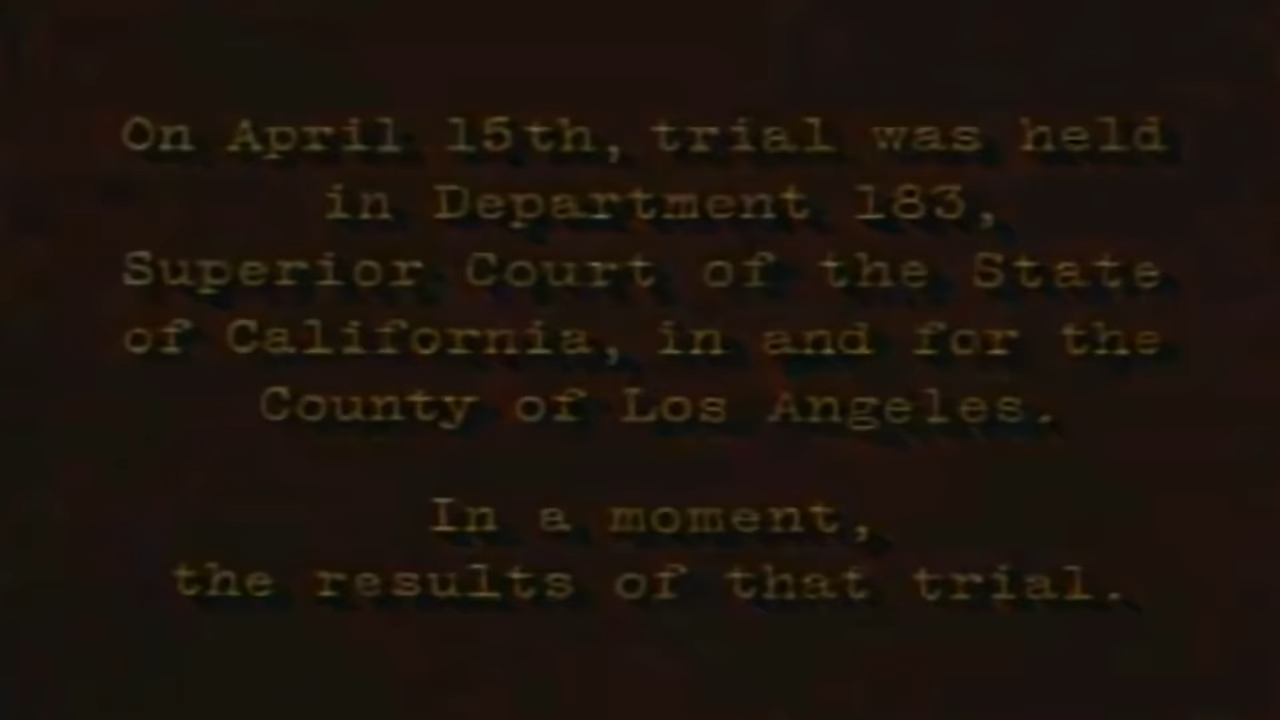 On April 15th, trial was held
in Department 183,
Superior Court of the State
of California, in and for the
County of Los Angeles.
In a moment,
the results of that trial.